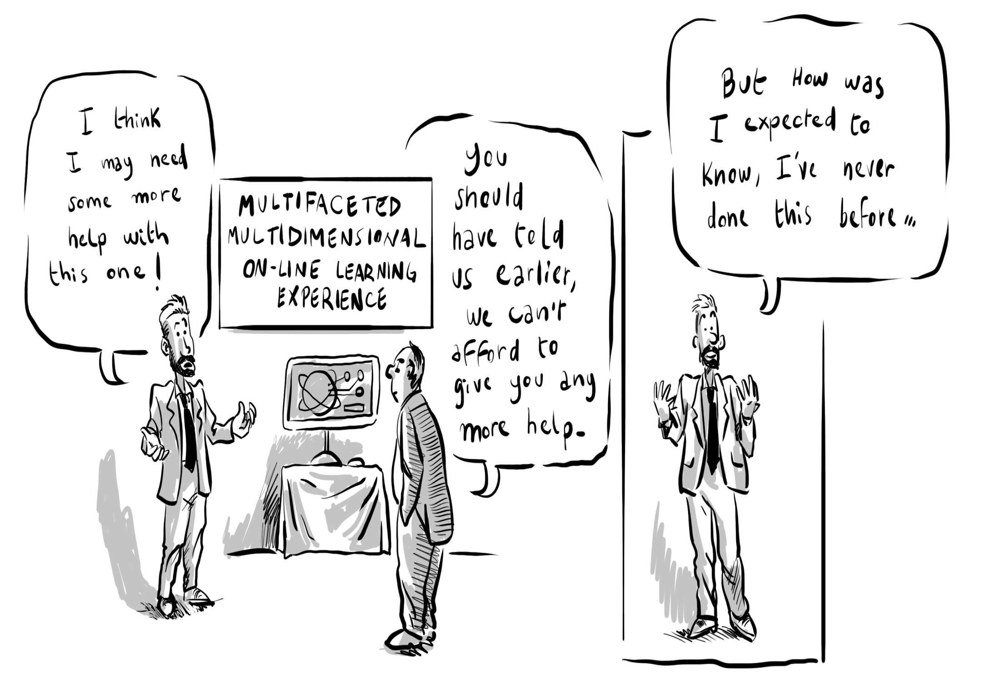 I think
I may need
some more
help with
this one!
MULTIFACETED
MULTIDIMENSIONAL
ON-LINE LEARNING
EXPERIENCE
You
should
have told
us earlier,
we can't
afford to
give you any
more help.
But How was
I expected to
know, I've never
done this before...